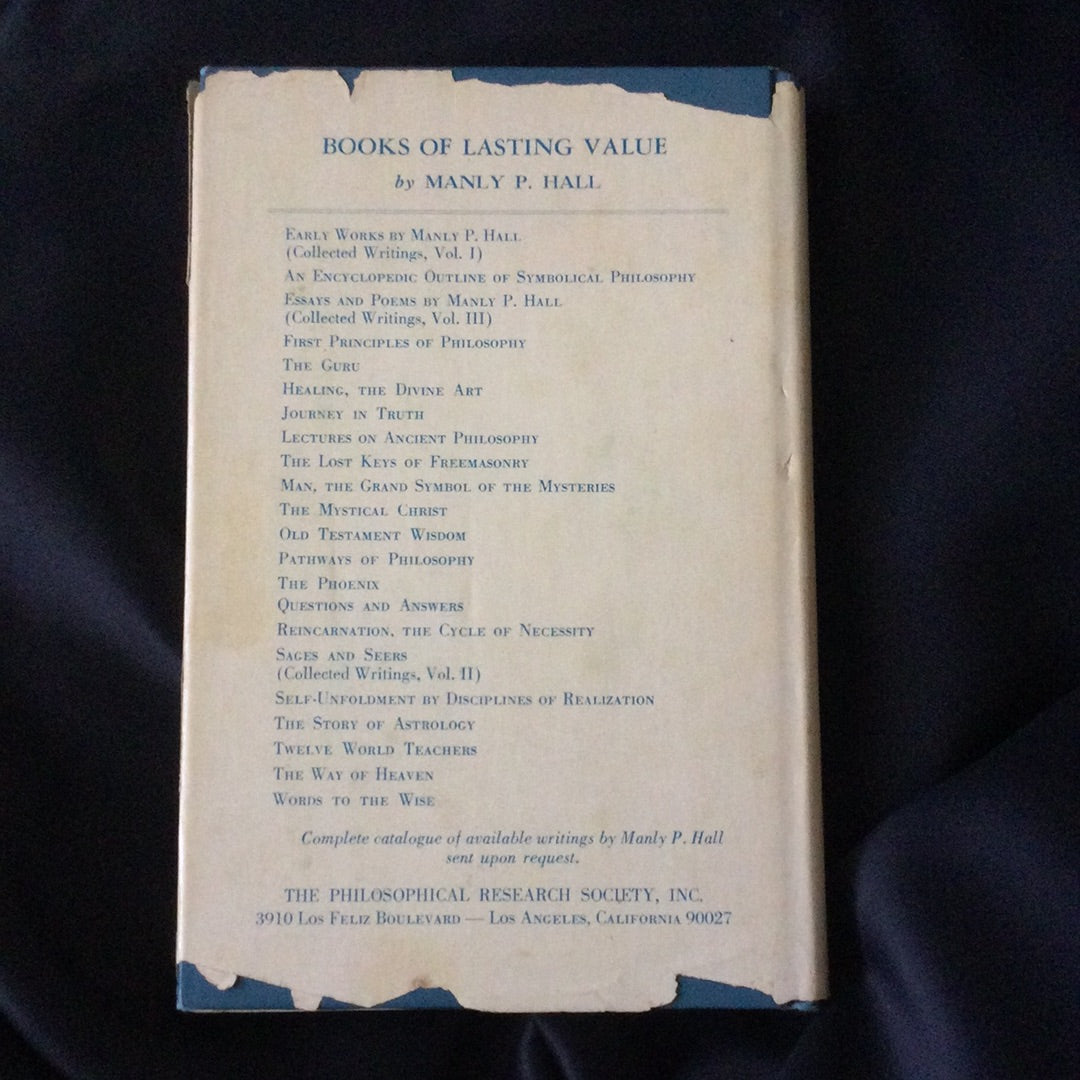 BOOKS OF LASTING VALUE
by MANLY P. HALL
EARLY WORKS BY MANLY P. HALL
(Collected Writings, Vol. I)
AN ENCYCLOPEDIC OUTLINE OF SYMBOLICAL PHILOSOPHY
ESSAYS AND POEMS BY MANLY P. HALL
(Collected Writings, Vol. III)
FIRST PRINCIPLES OF PHILOSOPHY
THE GURU
HEALING, THE DIVINE ART
JOURNEY IN TRUTH
LECTURES ON ANCIENT PHILOSOPHY
THE LOST KEYS OF FREEMASONRY
MAN, THE GRAND SYMBOL OF THE MYSTERIES
THE MYSTICAL CHRIST
OLD TESTAMENT WISDOM
PATHWAYS OF PHILOSOPHY
THE PHOENIX
QUESTIONS AND ANSWERS
REINCARNATION, THE CYCLE OF NECESSITY
SAGES AND SEERS
(Collected Writings, Vol. II)
SELF-UNFOLDMENT BY DISCIPLINES OF REALIZATION
THE STORY OF ASTROLOGY
TWELVE WORLD TEACHERS
THE WAY OF HEAVEN
WORDS TO THE WISE
Complete catalogue of available writings by Manly P. Hall
sent upon request.
THE PHILOSOPHICAL RESEARCH SOCIETY, INC.
3910 LOS FELIZ BOULEVARD — LOS ANGELES, CALIFORNIA 90027